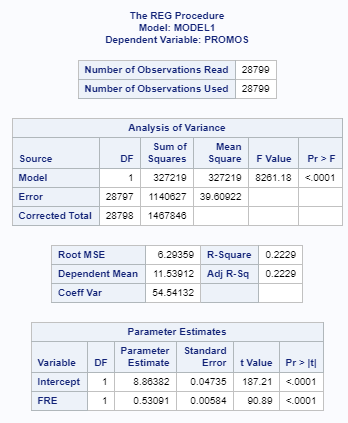 The REG Procedure
Model: MODEL1
Dependent Variable: PROMOS
Number of Observations Read 28799
Number of Observations Used 28799
Analysis of Variance
Source DF Sum of Squares Mean Square F Value Pr > F
Model 1 327219 327219 8261.18 <.0001
Error 28797 1140627 39.60922
Corrected Total 28798 1467846
Root MSE 6.29359 R-Square 0.2229
Dependent Mean 11.53912 Adj R-Sq 0.2229
Coeff Var 54.54132
Parameter Estimates
Variable DF Parameter Estimate Standard Error t Value Pr > |t|
Intercept 1 8.86382 0.04735 187.21 <.0001
FRE 1 0.53091 0.00584 90.89 <.0001